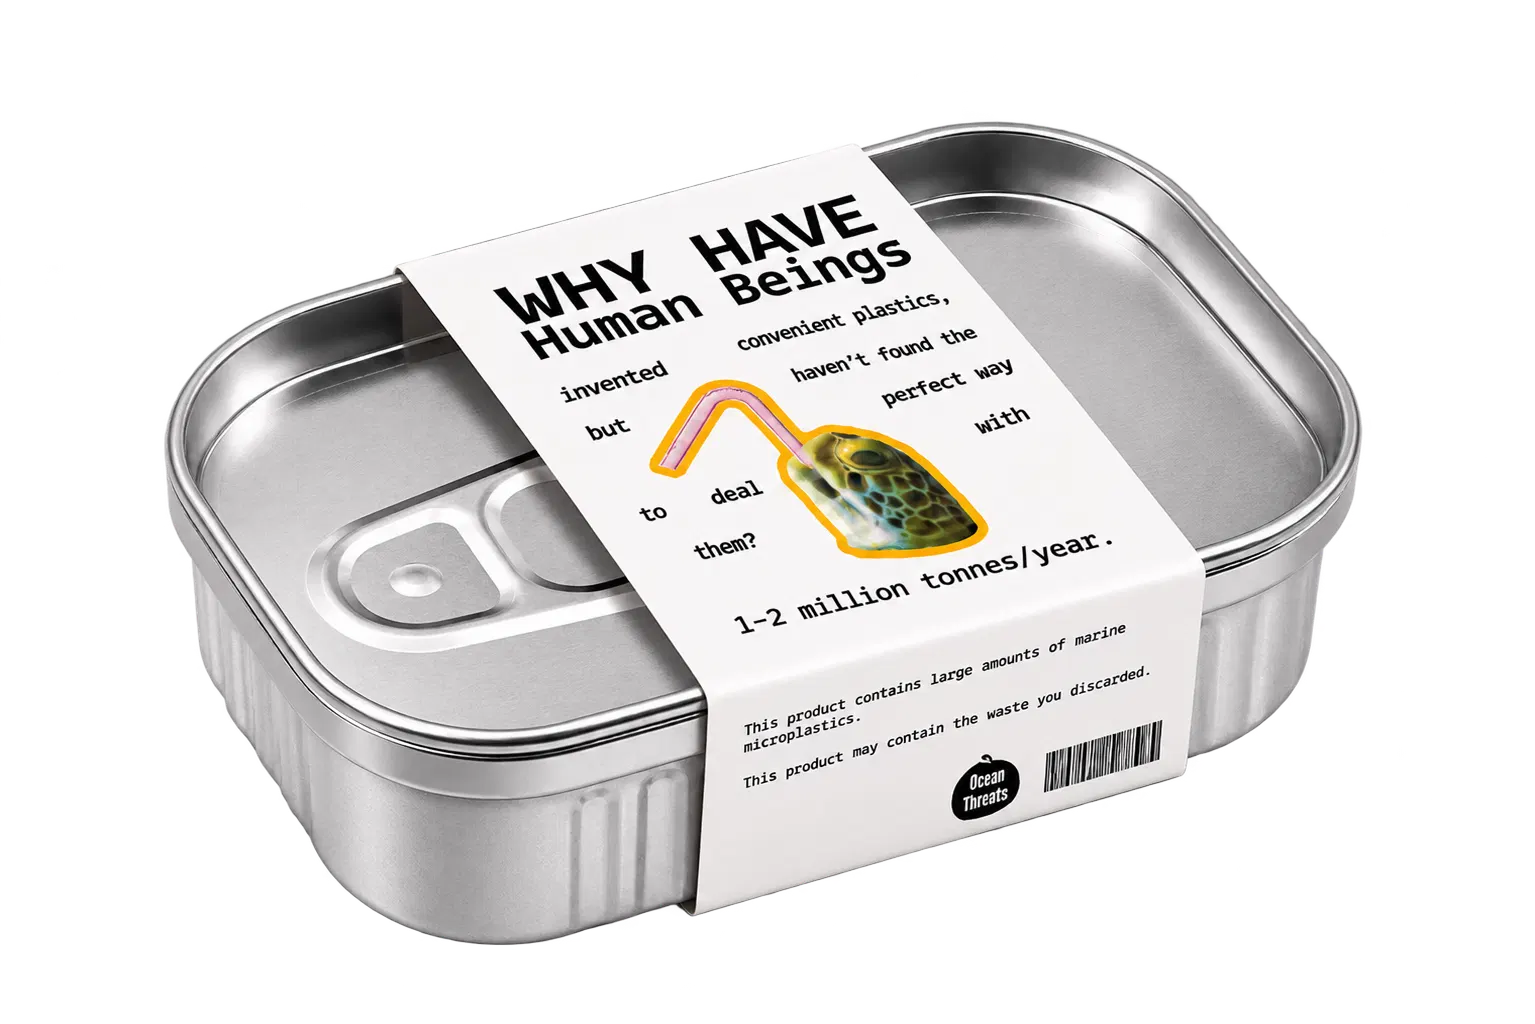 WHY HAVE
Human Beings
invented convenient plastics,
but haven't found the
perfect way
to deal with
them?
1-2 million tonnes/year.
This product contains large amounts of marine
microplastics.
This product may contain the waste you discarded.
Ocean
Threats